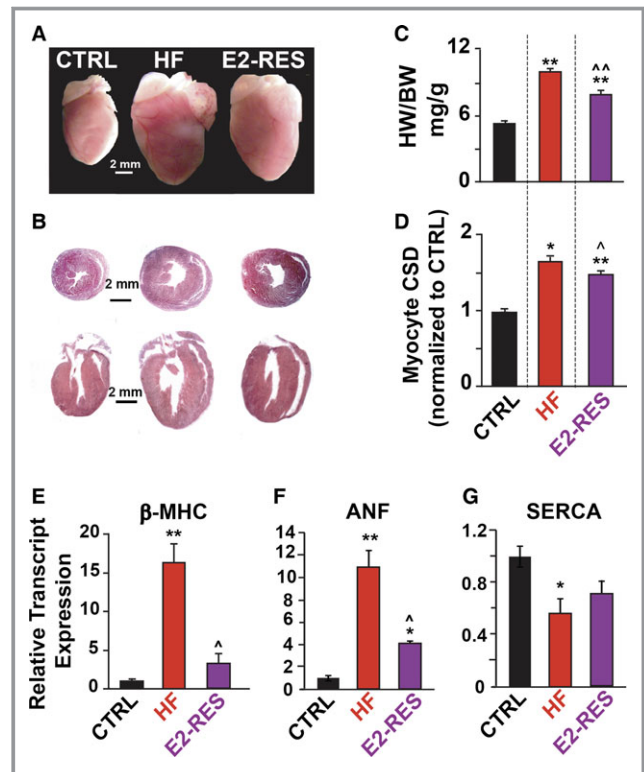 A
CTRL HF E2-RES
2 mm
B
2 mm
2 mm
C
HW/BW
mg/g
12
6
0
**
^^
**
D
Myocyte CSD
(normalized to CTRL)
2
1
0
*
^
**
CTRL
HF
E2-RES
E
β-MHC
Relative Transcript
Expression
20
15
10
5
0
**
^
CTRL
HF
E2-RES
F
ANF
14
12
10
8
6
4
2
0
**
^
*
CTRL
HF
E2-RES
G
SERCA
1.2
0.8
0.4
0
*
CTRL
HF
E2-RES